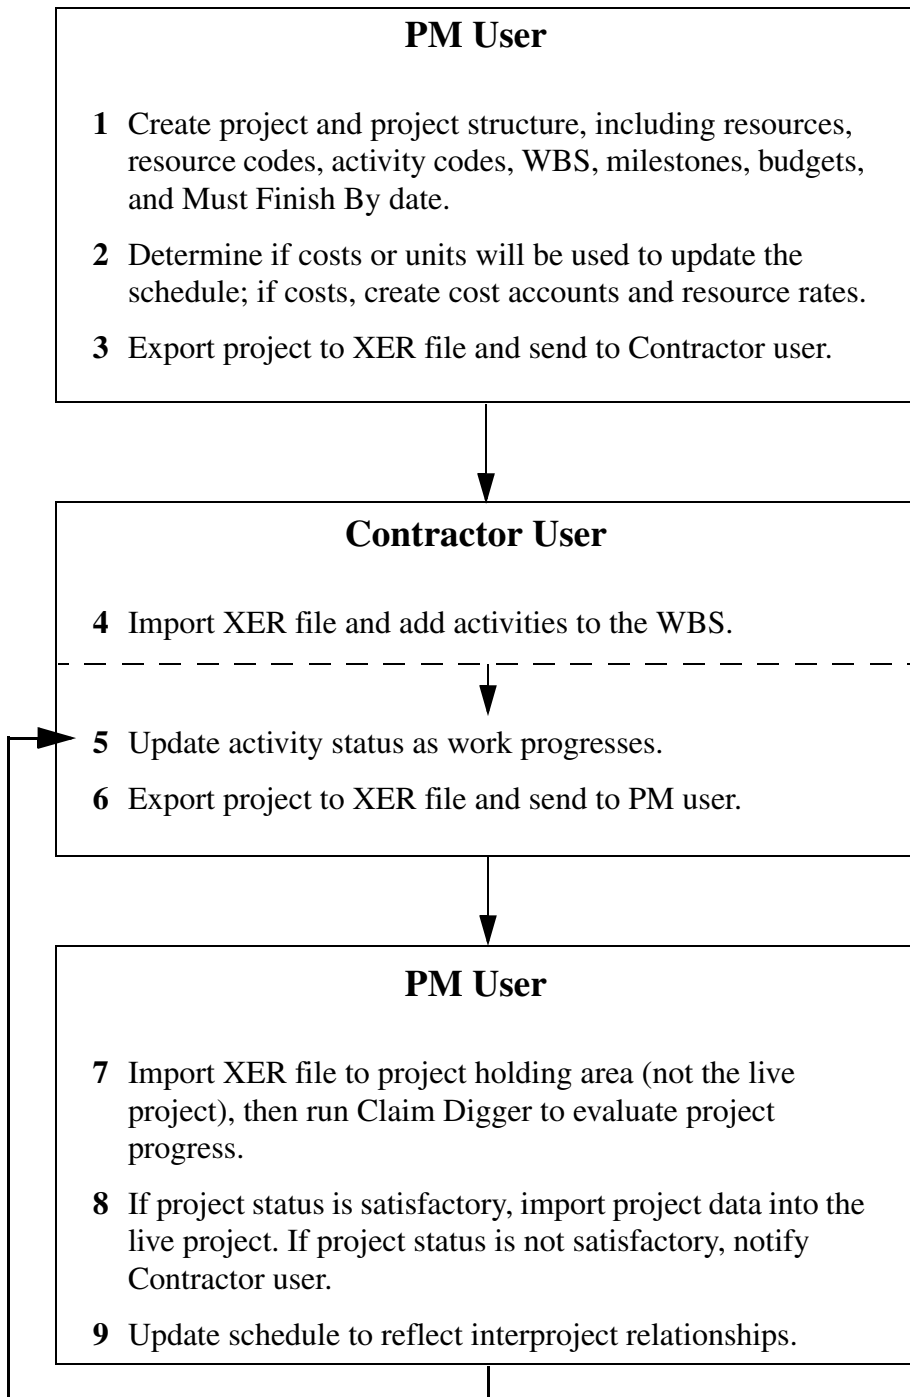 PM User
1 Create project and project structure, including resources,
resource codes, activity codes, WBS, milestones, budgets,
and Must Finish By date.
2 Determine if costs or units will be used to update the
schedule; if costs, create cost accounts and resource rates.
3 Export project to XER file and send to Contractor user.
Contractor User
4 Import XER file and add activities to the WBS.
5 Update activity status as work progresses.
6 Export project to XER file and send to PM user.
PM User
7 Import XER file to project holding area (not the live
project), then run Claim Digger to evaluate project
progress.
8 If project status is satisfactory, import project data into the
live project. If project status is not satisfactory, notify
Contractor user.
9 Update schedule to reflect interproject relationships.